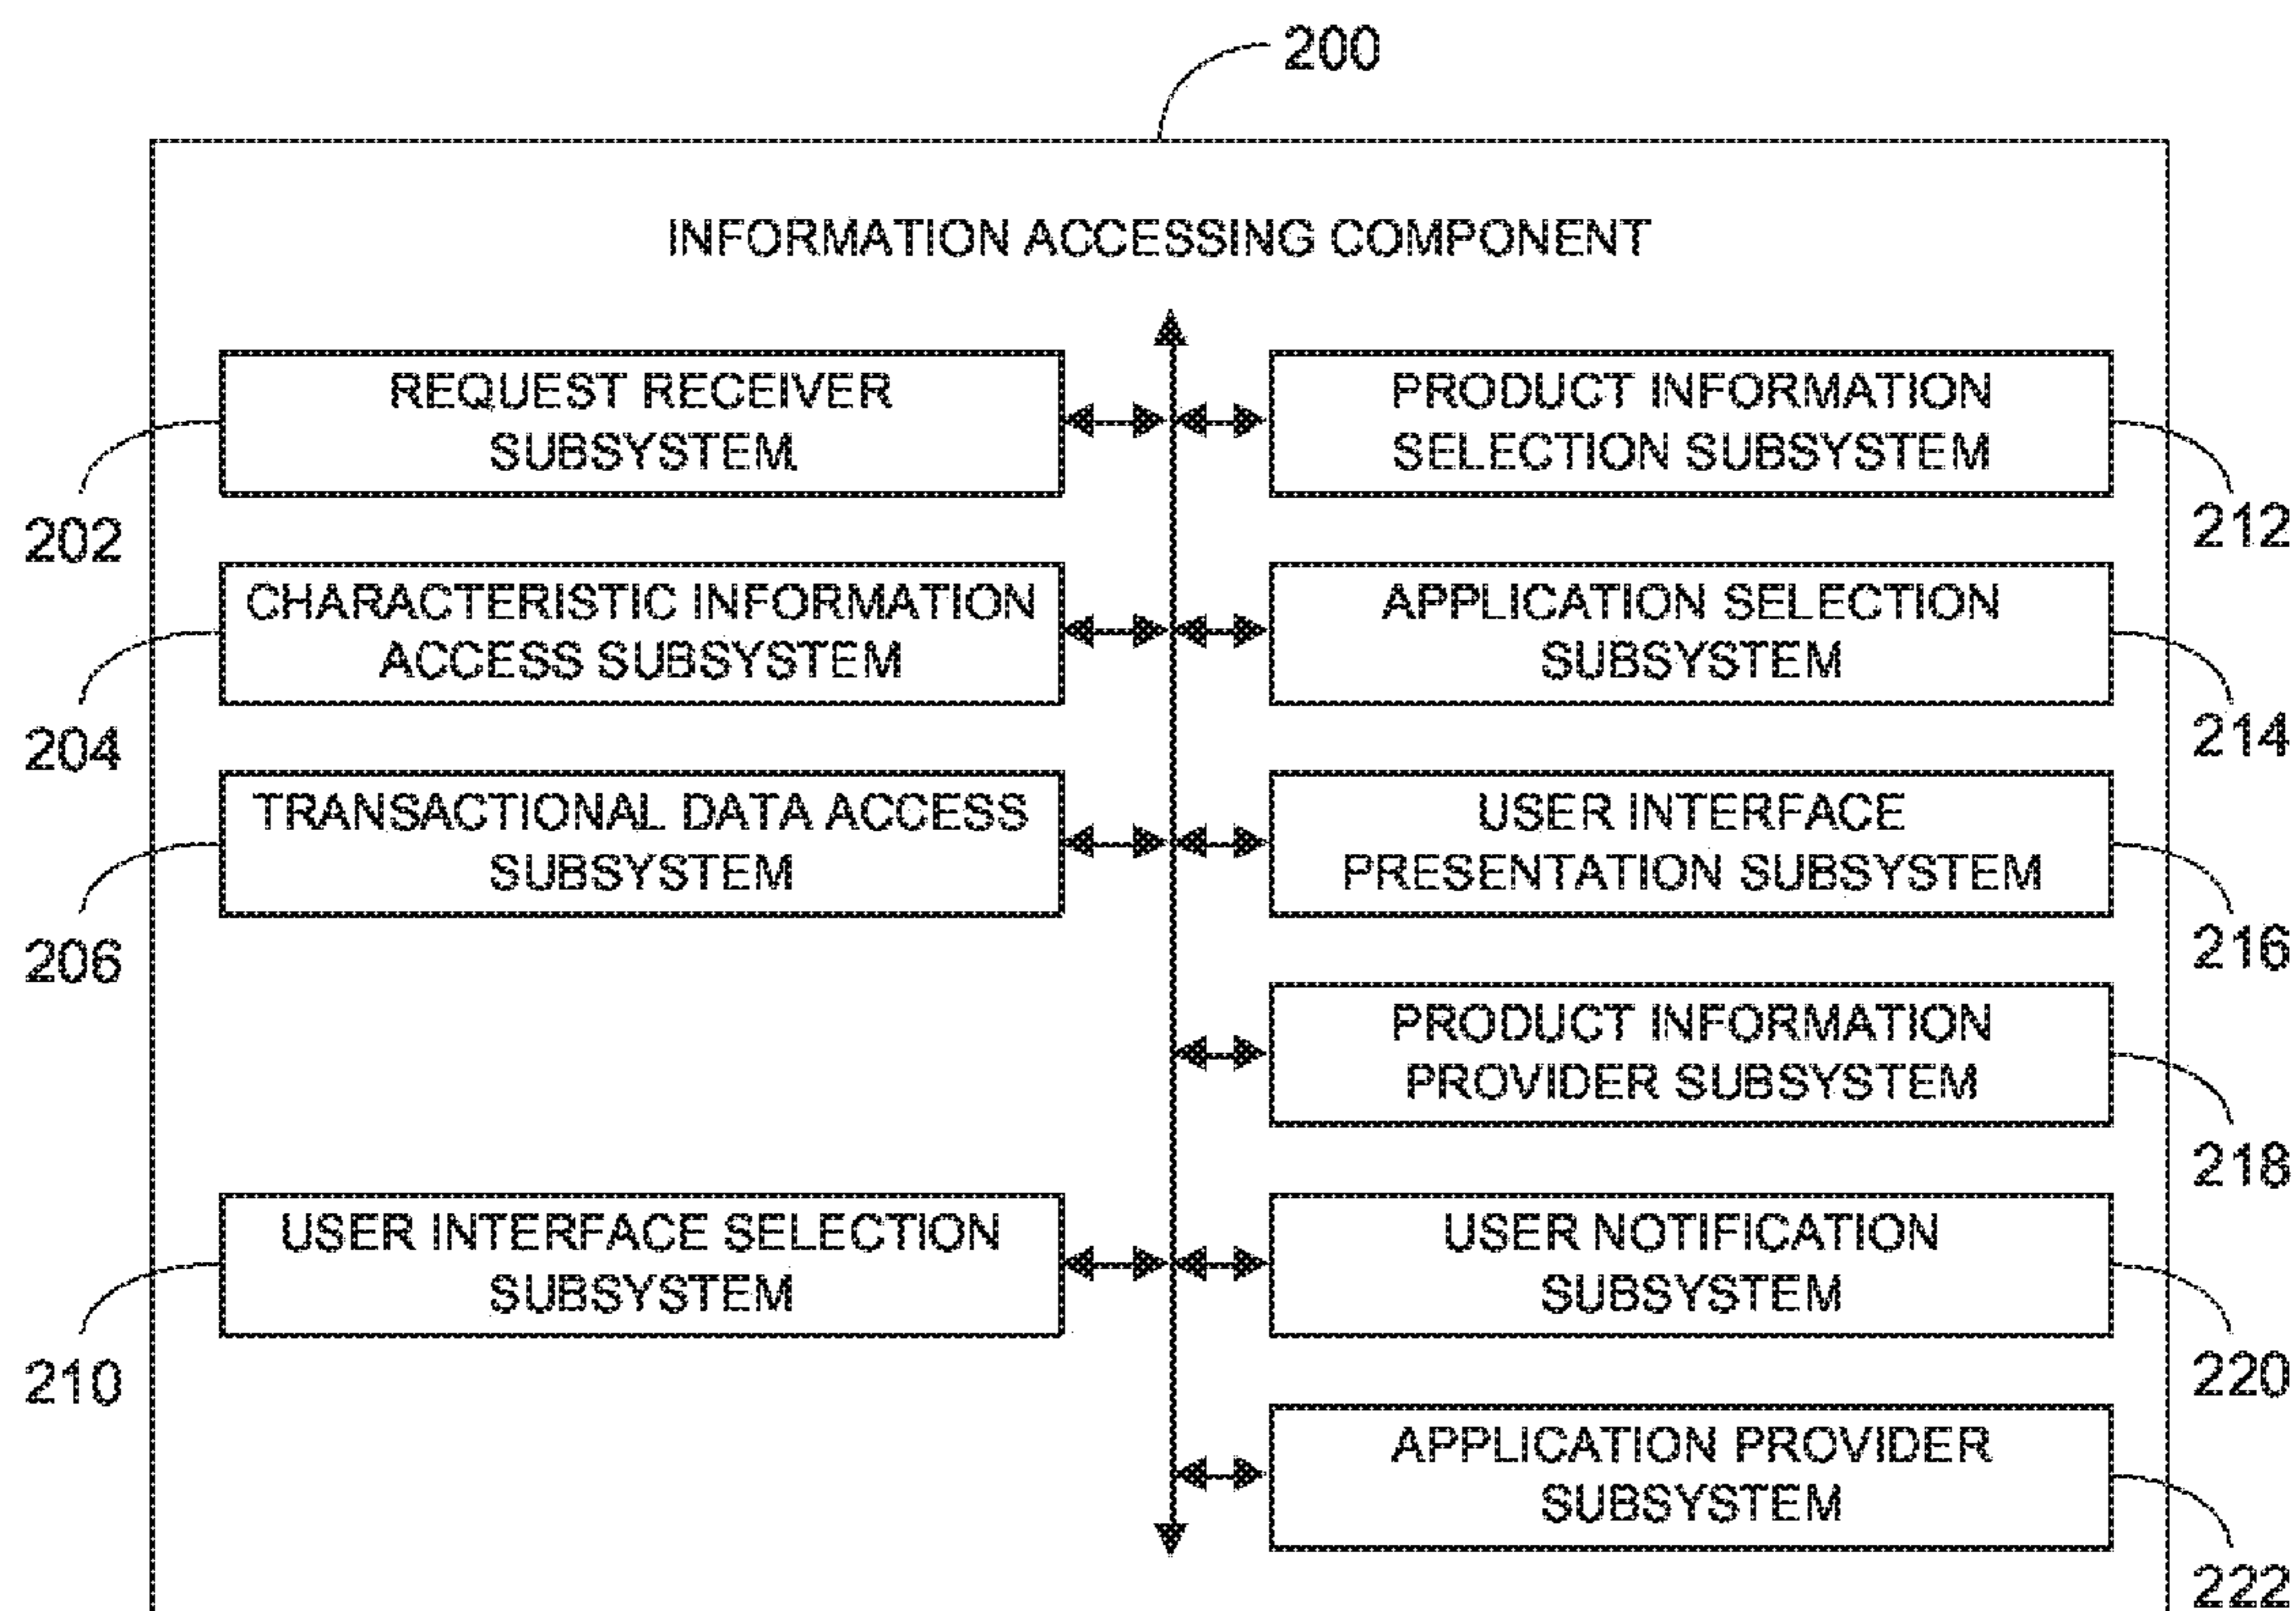 200
INFORMATION ACCESSING COMPONENT
REQUEST RECEIVER
SUBSYSTEM
202
CHARACTERISTIC INFORMATION
ACCESS SUBSYSTEM
204
TRANSACTIONAL DATA ACCESS
SUBSYSTEM
206
USER INTERFACE SELECTION
SUBSYSTEM
210
PRODUCT INFORMATION
SELECTION SUBSYSTEM
212
APPLICATION SELECTION
SUBSYSTEM
214
USER INTERFACE
PRESENTATION SUBSYSTEM
216
PRODUCT INFORMATION
PROVIDER SUBSYSTEM
218
USER NOTIFICATION
SUBSYSTEM
220
APPLICATION PROVIDER
SUBSYSTEM
222